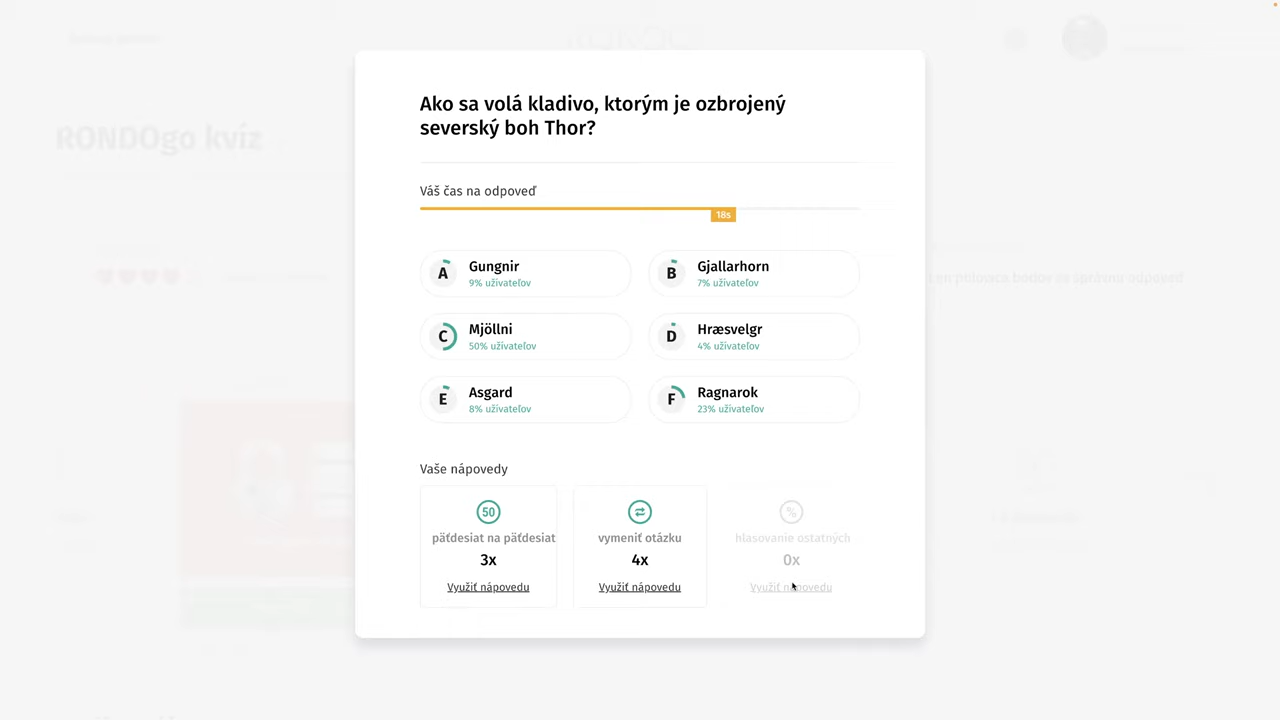 RONDOgo kvíz
Ako sa volá kladivo, ktorým je ozbrojený
severský boh Thor?
Váš čas na odpoveď
18s
A Gungnir
9% užívateľov
B Gjallarhorn
7% užívateľov
C Mjöllni
50% užívateľov
D Hræsvelgr
4% užívateľov
E Asgard
8% užívateľov
F Ragnarok
23% užívateľov
Vaše nápovedy
50
päťdesiat na päťdesiat
3x
Využiť nápovedu
vymeniť otázku
4x
Využiť nápovedu
%
hlasovanie ostatných
0x
Využiť nápovedu